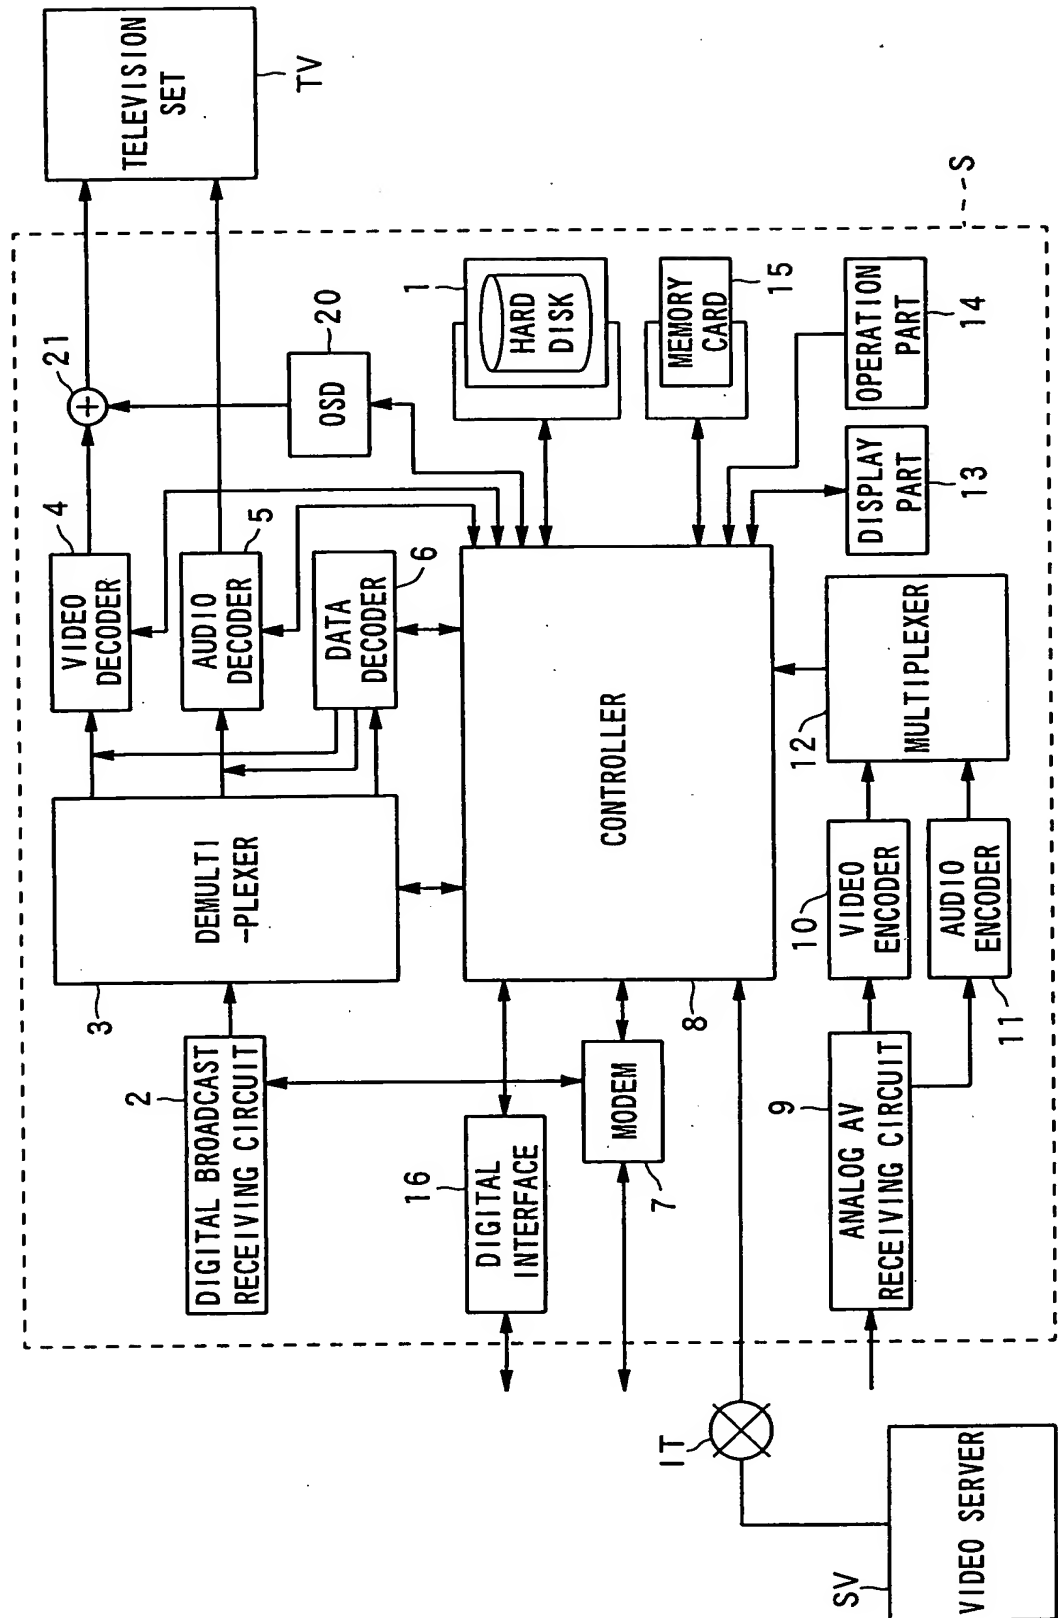 TELEVISION
SET
TV
S
21
4
VIDEO
DECODER
5
AUDIO
DECODER
6
DATA
DECODER
20
OSD
1
HARD
DISK
15
MEMORY
CARD
14
OPERATION
PART
13
DISPLAY
PART
3
DEMULTI
-PLEXER
2
DIGITAL BROADCAST
RECEIVING CIRCUIT
CONTROLLER
8
16
DIGITAL
INTERFACE
MODEM
7
12
MULTIPLEXER
10
VIDEO
ENCODER
AUDIO
ENCODER
11
9
ANALOG AV
RECEIVING CIRCUIT
IT
SV
VIDEO SERVER